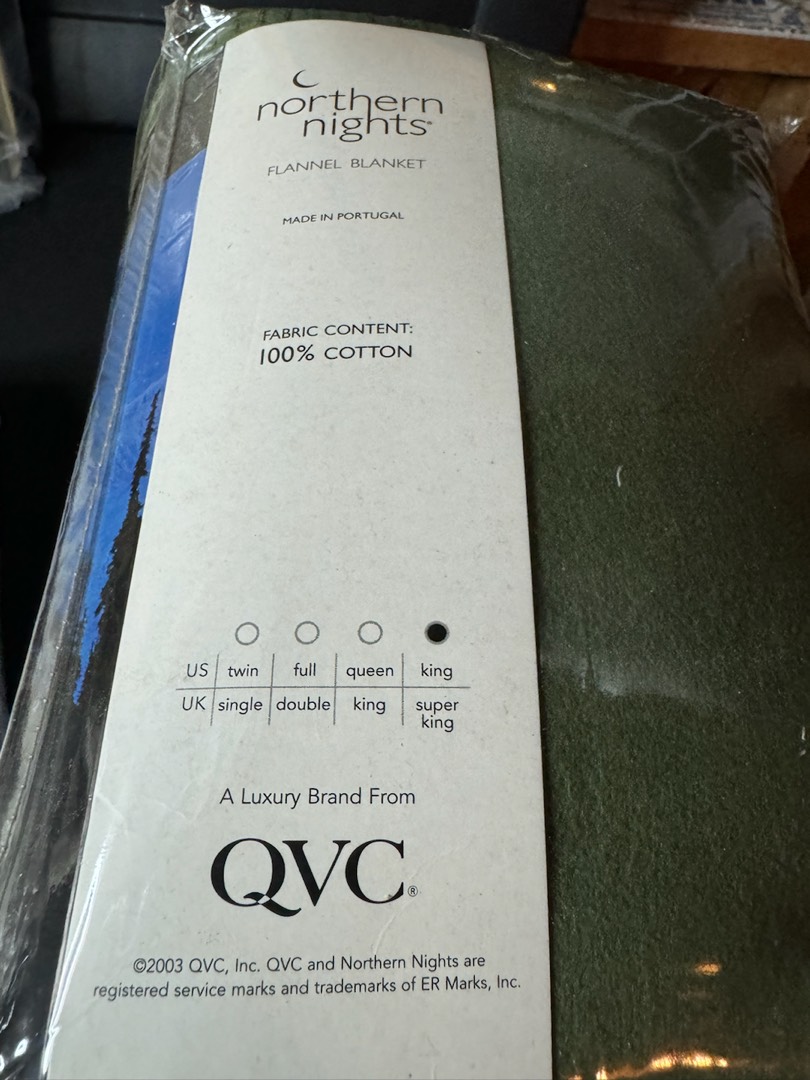 northern
nights®
FLANNEL BLANKET
MADE IN PORTUGAL
FABRIC CONTENT:
100% COTTON
US twin full queen king
UK single double king super king
A Luxury Brand From
QVC®
©2003 QVC, Inc. QVC and Northern Nights are
registered service marks and trademarks of ER Marks, Inc.